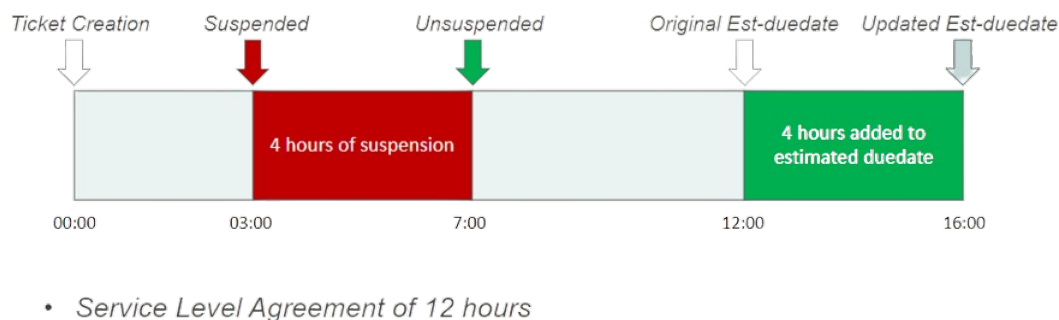 Ticket Creation
Suspended
Unsuspended
Original Est-duedate
Updated Est-duedate
4 hours of suspension
4 hours added to
estimated duedate
00:00
03:00
7:00
12:00
16:00
• Service Level Agreement of 12 hours